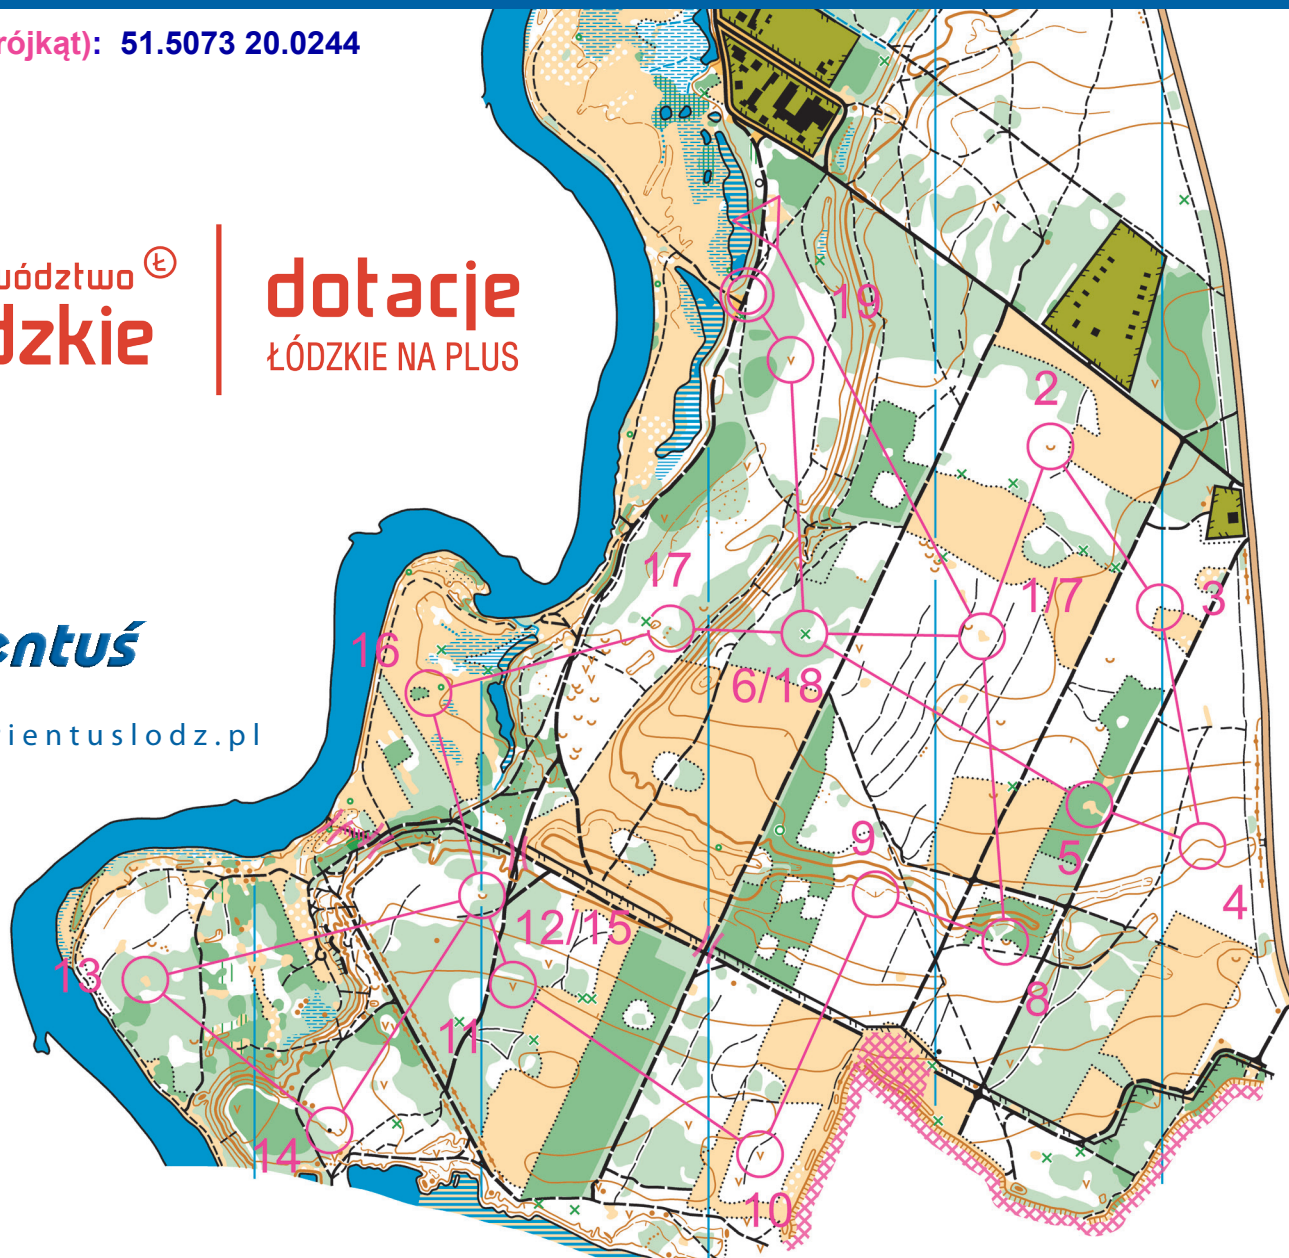 rójkąt): 51.5073 20.0244
wództwo Ł
dzkie
dotacje
ŁÓDZKIE NA PLUS
19
2
3
1/7
17
16
6/18
entuś
ientuslodz.pl
9
5
4
12/15
13
8
11
14
10